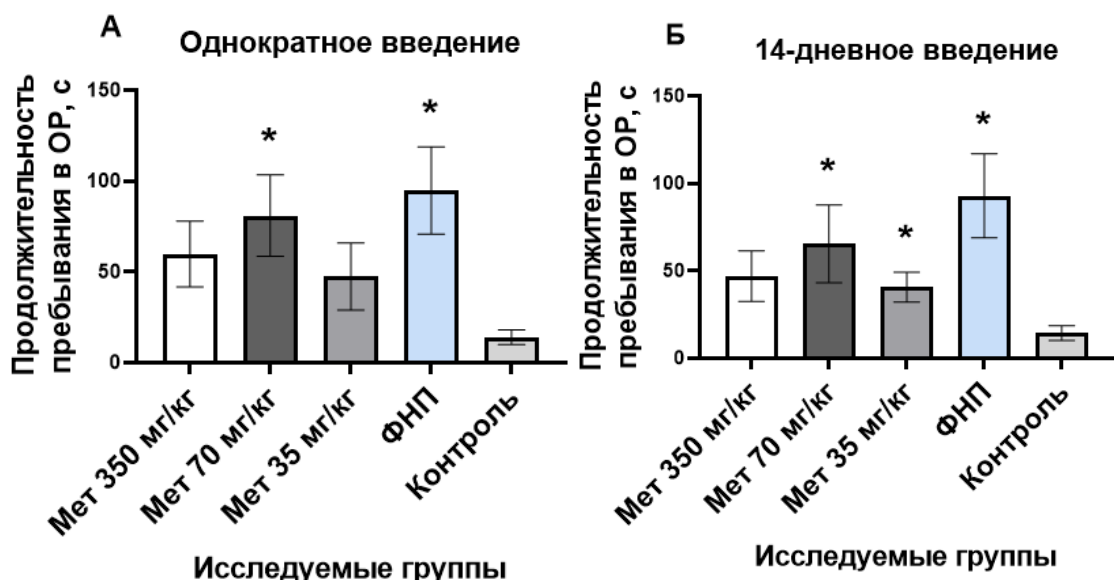 А
Однократное введение
Продолжительность
пребывания в ОР, с
150
100
50
0
*
*
Мет 350 мг/кг
Мет 70 мг/кг
Мет 35 мг/кг
ФНП
Контроль
Исследуемые группы
Б
14-дневное введение
Продолжительность
пребывания в ОР, с
150
100
50
0
*
*
*
Мет 350 мг/кг
Мет 70 мг/кг
Мет 35 мг/кг
ФНП
Контроль
Исследуемые группы